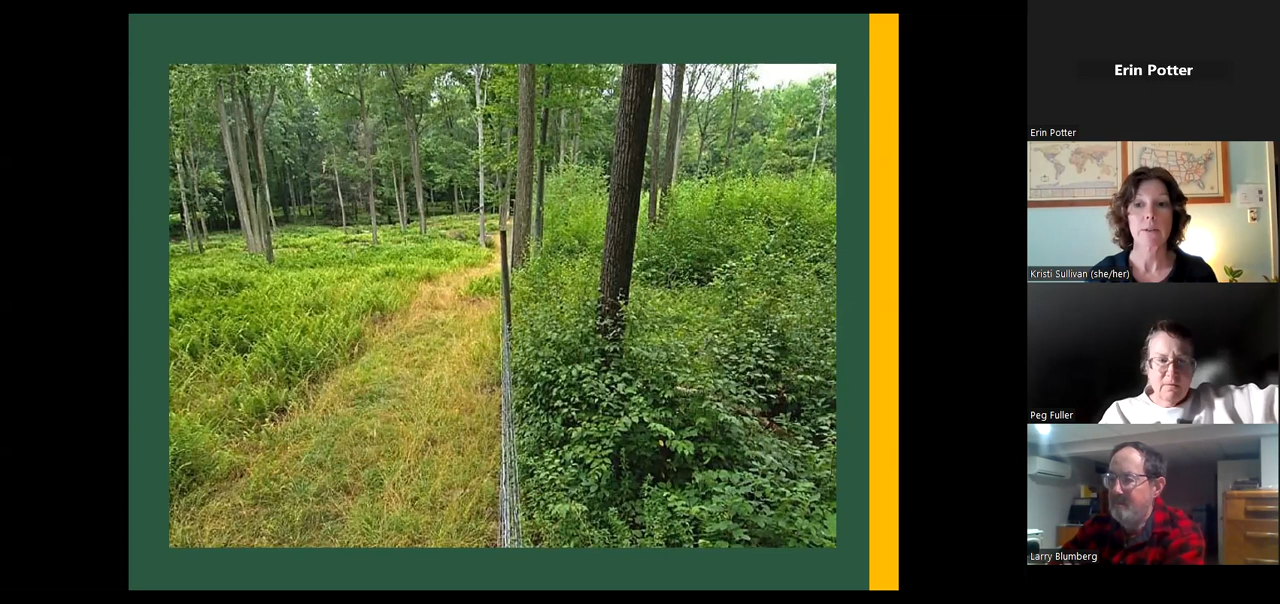 Erin Potter
Erin Potter
Kristi Sullivan (she/her)
Peg Fuller
Larry Blumberg